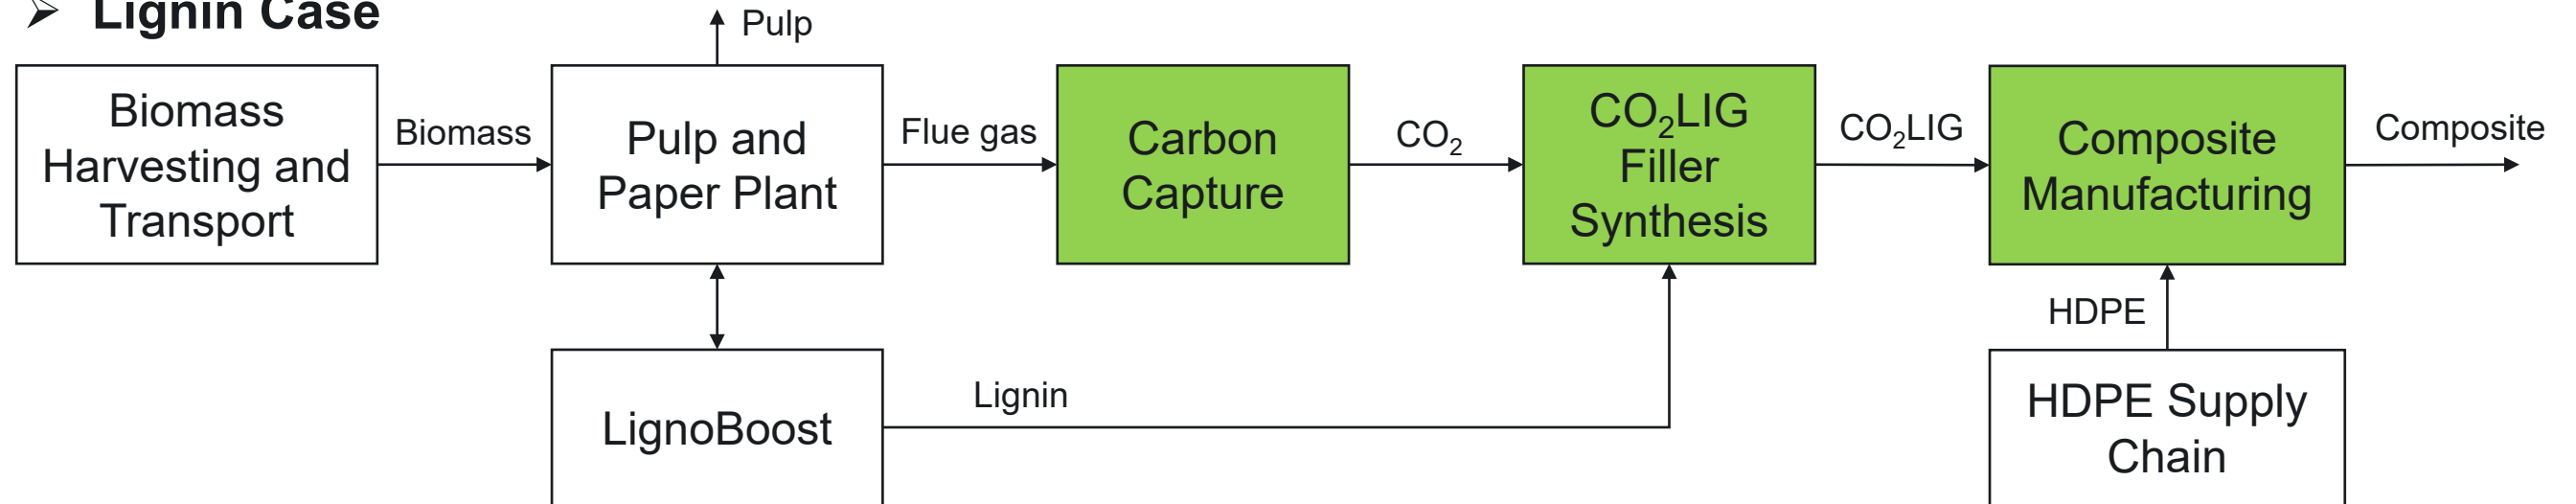 ➢ Lignin Case
Pulp
Biomass
Harvesting and
Transport
Biomass
Pulp and
Paper Plant
Flue gas
Carbon
Capture
CO₂
CO₂LIG
Filler
Synthesis
CO₂LIG
Composite
Manufacturing
Composite
LignoBoost
Lignin
HDPE
HDPE Supply
Chain